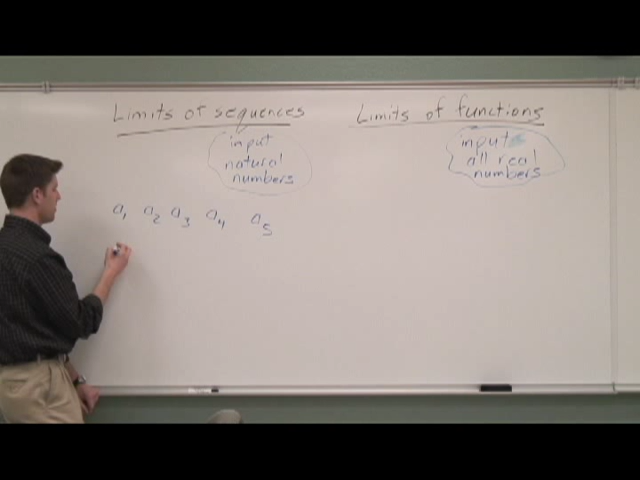 Limits of sequences
input
natural
numbers
a₁ a₂ a₃ a₄ a₅
Limits of functions
input
all real
numbers